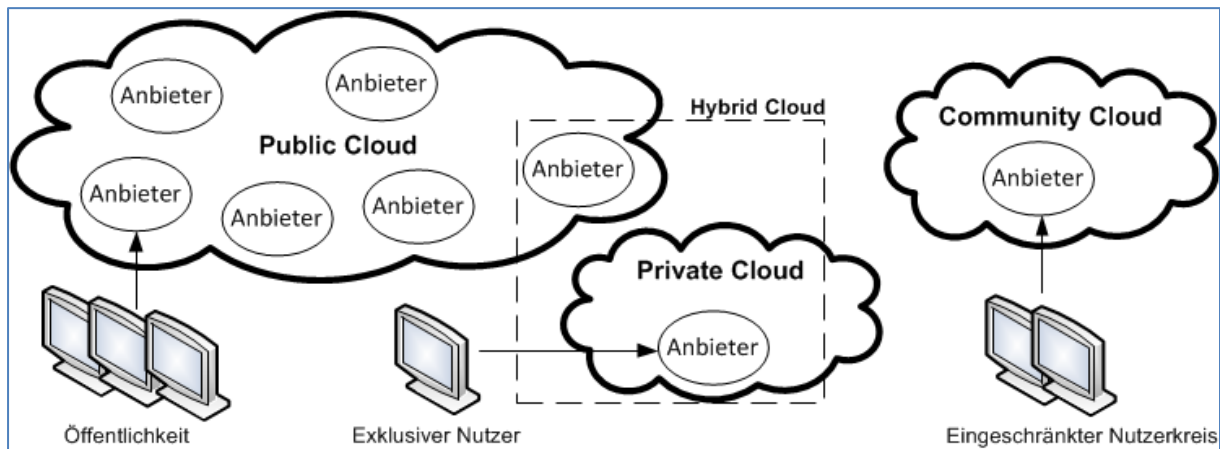 Anbieter
Anbieter
Public Cloud
Anbieter
Anbieter
Anbieter
Hybrid Cloud
Anbieter
Private Cloud
Anbieter
Community Cloud
Anbieter
Öffentlichkeit
Exklusiver Nutzer
Eingeschränkter Nutzerkreis